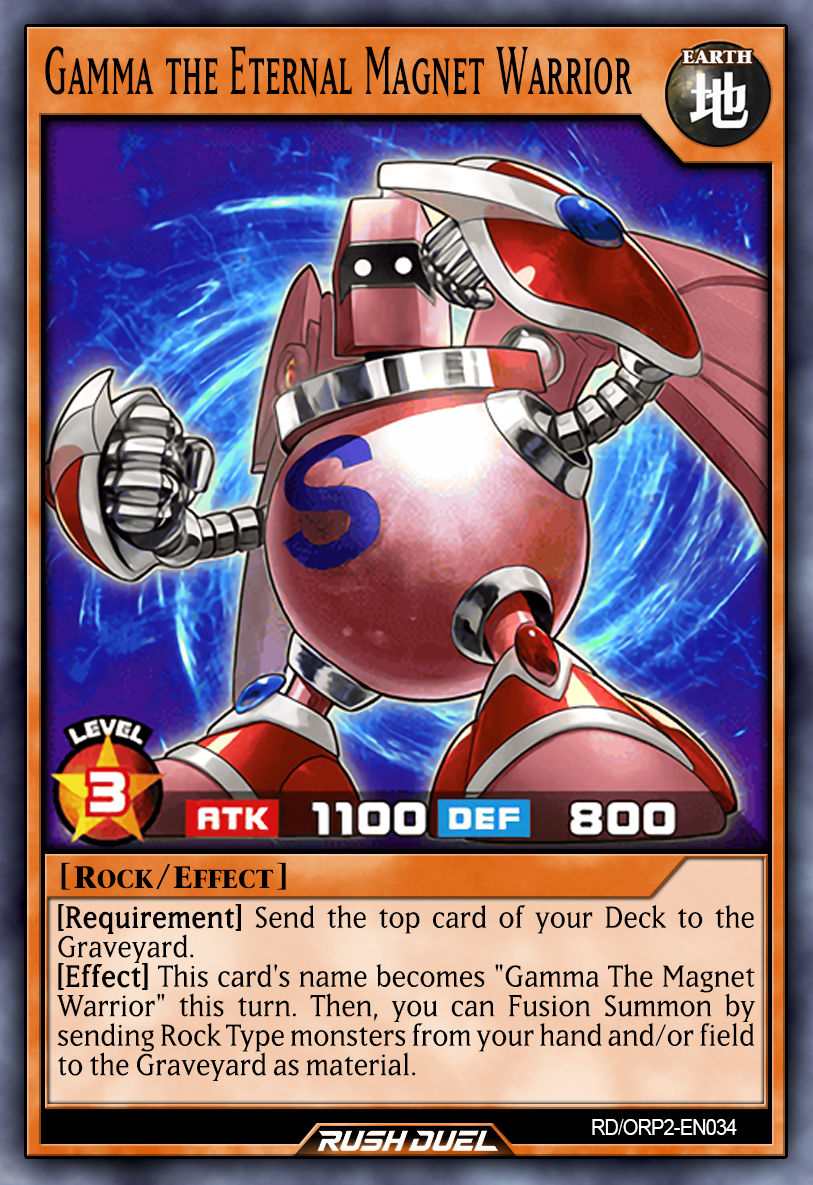 Gamma the Eternal Magnet Warrior
EARTH
地
S
LEVEL
3
ATK 1100 DEF 800
[Rock/Effect]
[Requirement] Send the top card of your Deck to the
Graveyard.
[Effect] This card's name becomes "Gamma The Magnet
Warrior" this turn. Then, you can Fusion Summon by
sending Rock Type monsters from your hand and/or field
to the Graveyard as material.
RD/ORP2-EN034
RUSH DUEL